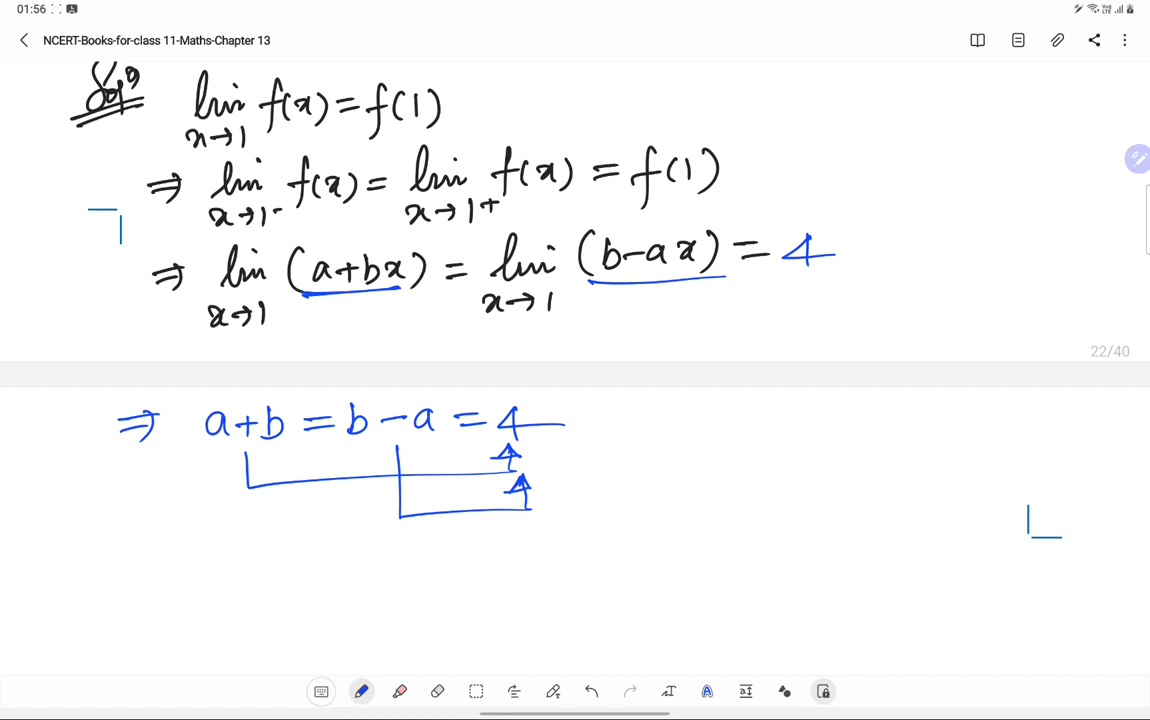 01:56
NCERT-Books-for-class 11-Maths-Chapter 13
Solⁿ lim x→1 f(x) = f(1)
⇒ lim x→1⁻ f(x) = lim x→1⁺ f(x) = f(1)
⇒ lim x→1 (a+bx) = lim x→1 (b-ax) = 4
22/40
⇒ a+b = b-a = 4